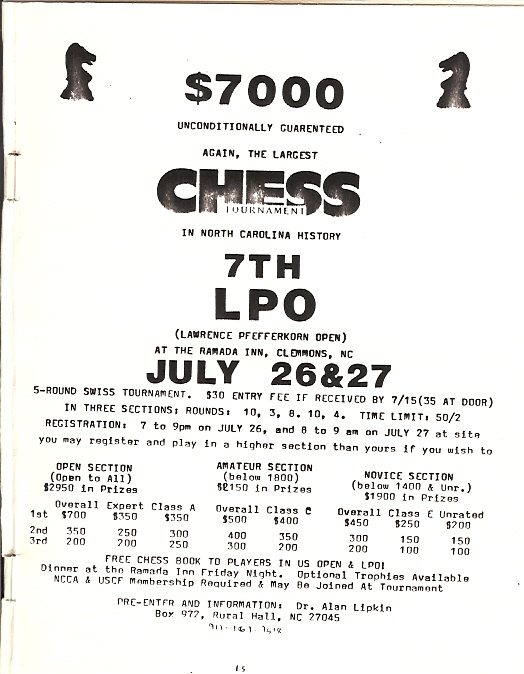 $7000
UNCONDITIONALLY GUARENTEED
AGAIN, THE LARGEST
CHESS
TOURNAMENT
IN NORTH CAROLINA HISTORY
7TH
LPO
(LAWRENCE PFEFFERKORN OPEN)
AT THE RAMADA INN, CLEMMONS, NC
JULY 26&27
5-ROUND SWISS TOURNAMENT. $30 ENTRY FEE IF RECEIVED BY 7/15(35 AT DOOR)
IN THREE SECTIONS: ROUNDS: 10, 3, 8. 10, 4. TIME LIMIT: 50/2
REGISTRATION: 7 to 9pm on JULY 26, and 8 to 9 am on JULY 27 at site
you may register and play in a higher section than yours if you wish to
OPEN SECTION AMATEUR SECTION NOVICE SECTION
(Open to All) (below 1800) (below 1400 & Unr.)
$2950 in Prizes $2150 in Prizes $1900 in Prizes
Overall Expert Class A Overall Class C Overall Class E Unrated
1st $700 $350 $350 $500 $400 $450 $250 $200
2nd 350 250 300 400 350 300 150 150
3rd 200 200 250 300 200 200 100 100
FREE CHESS BOOK TO PLAYERS IN US OPEN & LPO!
Dinner at the Ramada Inn Friday Night. Optional Trophies Available
NCCA & USCF Membership Required & May Be Joined At Tournament
PRE-ENTER AND INFORMATION: Dr. Alan Lipkin
Box 972, Rural Hall, NC 27045
15